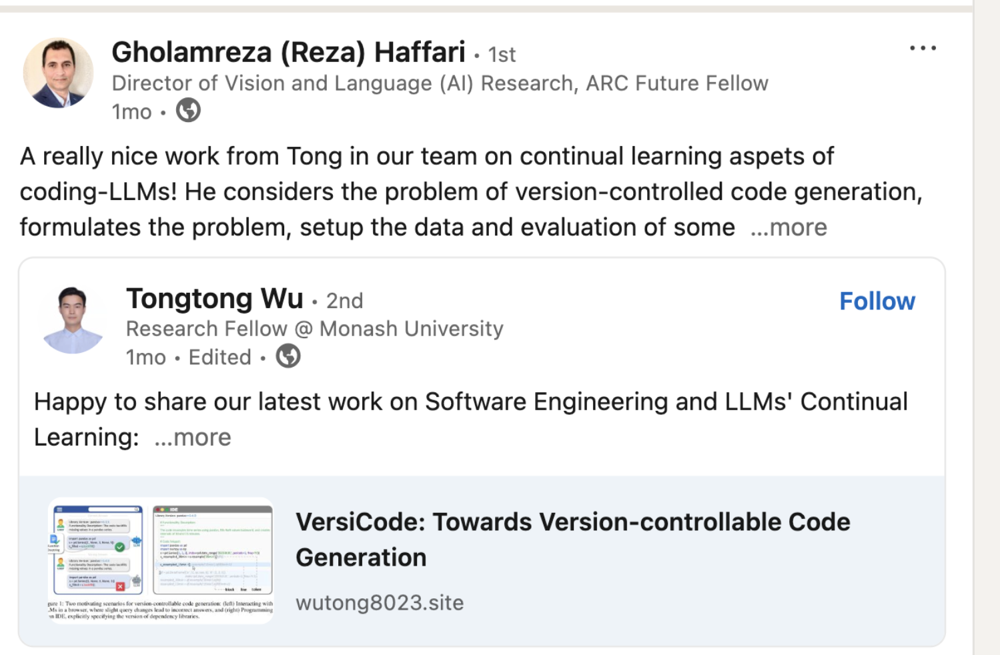 Gholamreza (Reza) Haffari • 1st
Director of Vision and Language (AI) Research, ARC Future Fellow
1mo •
A really nice work from Tong in our team on continual learning aspets of
coding-LLMs! He considers the problem of version-controlled code generation,
formulates the problem, setup the data and evaluation of some ...more
Tongtong Wu • 2nd
Follow
Research Fellow @ Monash University
1mo • Edited •
Happy to share our latest work on Software Engineering and LLMs' Continual
Learning: ...more
VersiCode: Towards Version-controllable Code
Generation
wutong8023.site
IDE
block line token
gure 1: Two motivating scenarios for version-controllable code generation: (left) Interacting with
Ms in a browser, where slight query changes lead to incorrect answers, and (right) Programming
an IDE, explicitly specifying the version of dependency libraries.